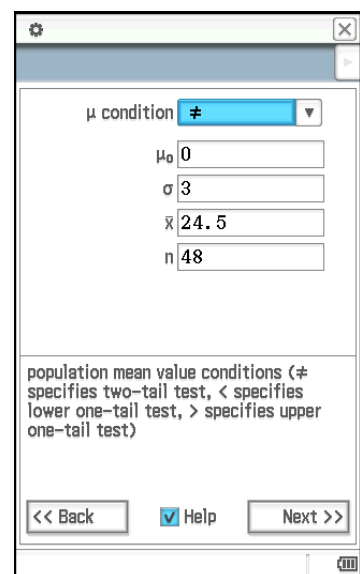 μ condition ≠
μ₀ 0
σ 3
x̄ 24.5
n 48
population mean value conditions (≠
specifies two-tail test, < specifies
lower one-tail test, > specifies upper
one-tail test)
<< Back Help Next >>